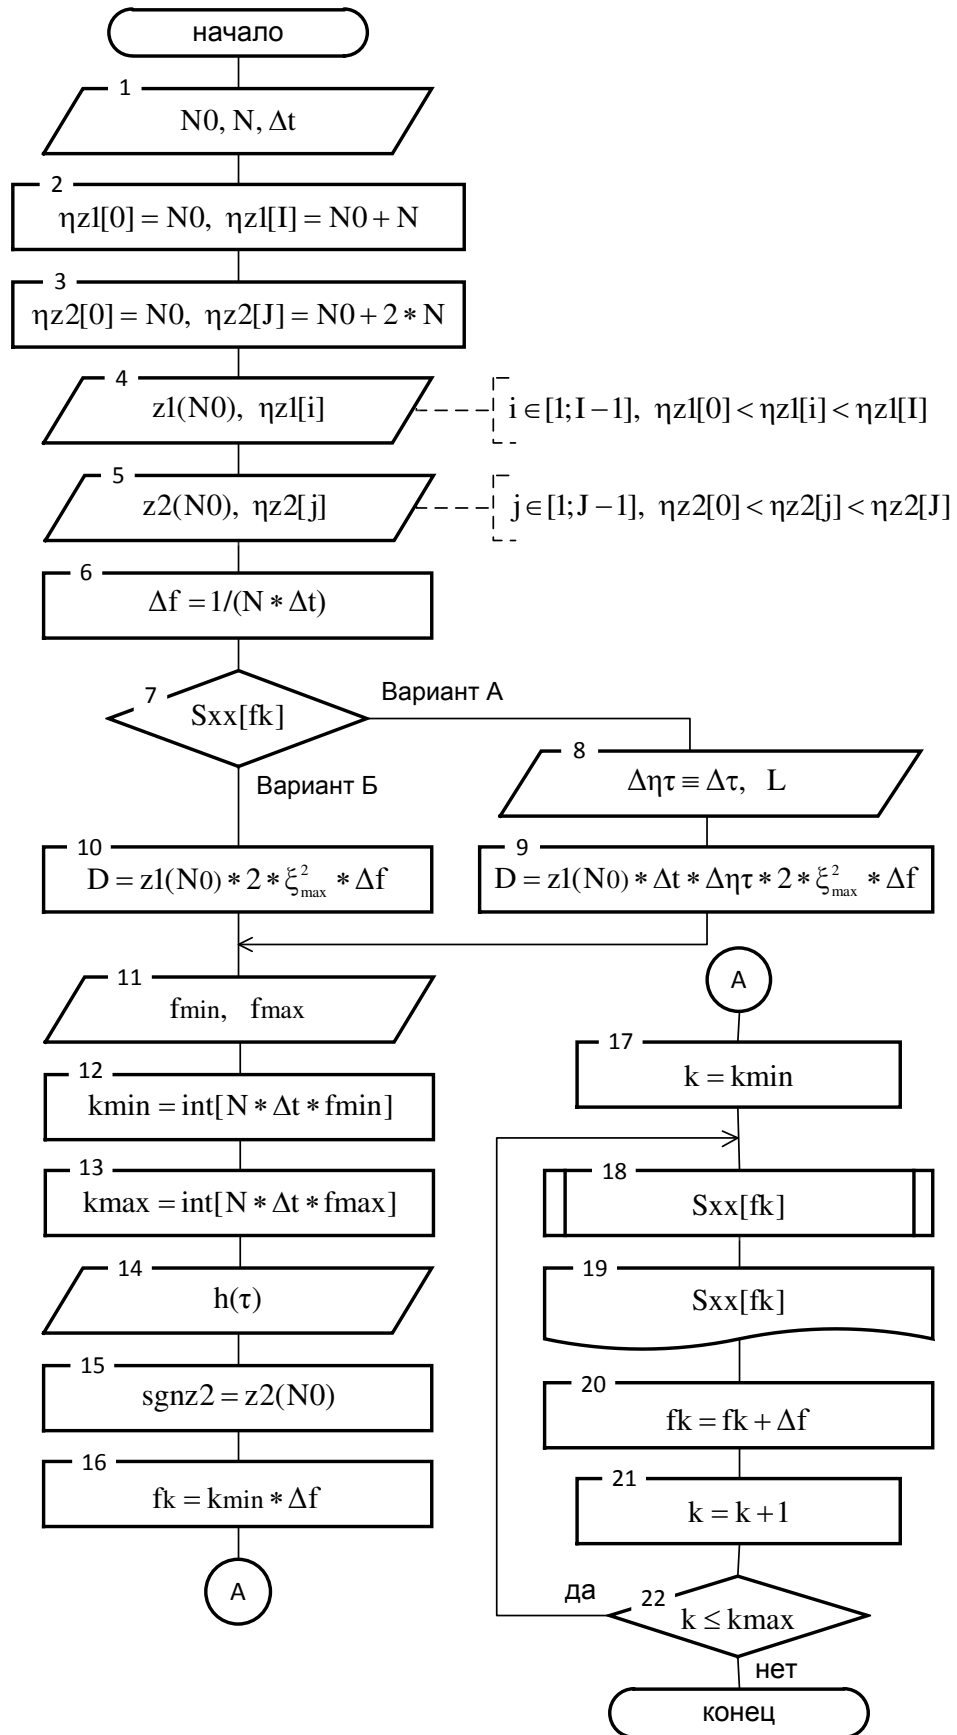 начало
1
N0, N, Δt
2
ηz1[0] = N0, ηz1[I] = N0 + N
3
ηz2[0] = N0, ηz2[J] = N0 + 2 * N
4
z1(N0), ηz1[i]
i ∈ [1; I − 1], ηz1[0] < ηz1[i] < ηz1[I]
5
z2(N0), ηz2[j]
j ∈ [1; J − 1], ηz2[0] < ηz2[j] < ηz2[J]
6
Δf = 1/(N * Δt)
7
Sxx[fk]
Вариант А
Вариант Б
8
Δητ ≡ Δτ, L
9
D = z1(N0) * Δt * Δητ * 2 * ξ²max * Δf
10
D = z1(N0) * 2 * ξ²max * Δf
11
fmin, fmax
12
kmin = int[N * Δt * fmin]
13
kmax = int[N * Δt * fmax]
14
h(τ)
15
sgnz2 = z2(N0)
16
fk = kmin * Δf
А
А
17
k = kmin
18
Sxx[fk]
19
Sxx[fk]
20
fk = fk + Δf
21
k = k + 1
22
k ≤ kmax
да
нет
конец